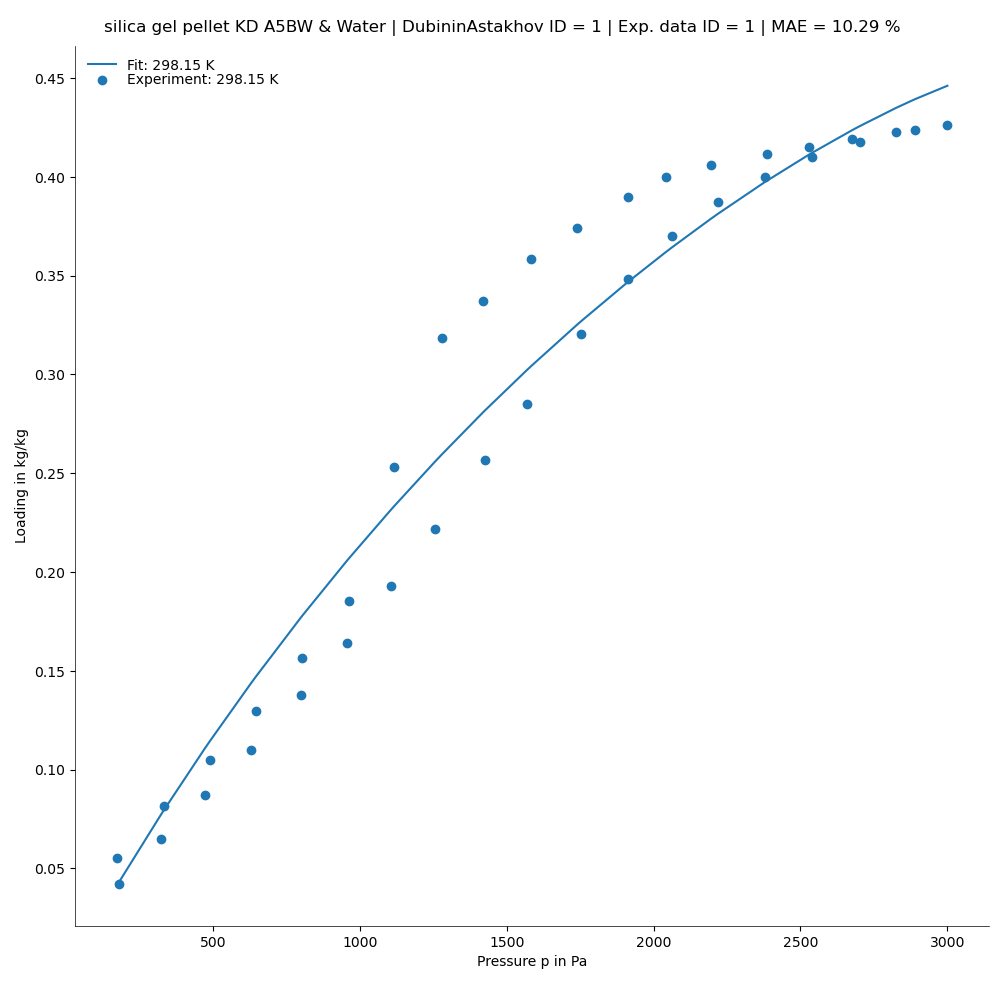 silica gel pellet KD A5BW & Water | DubininAstakhov ID = 1 | Exp. data ID = 1 | MAE = 10.29 %
Fit: 298.15 K
Experiment: 298.15 K
Loading in kg/kg
0.45
0.40
0.35
0.30
0.25
0.20
0.15
0.10
0.05
500 1000 1500 2000 2500 3000
Pressure p in Pa